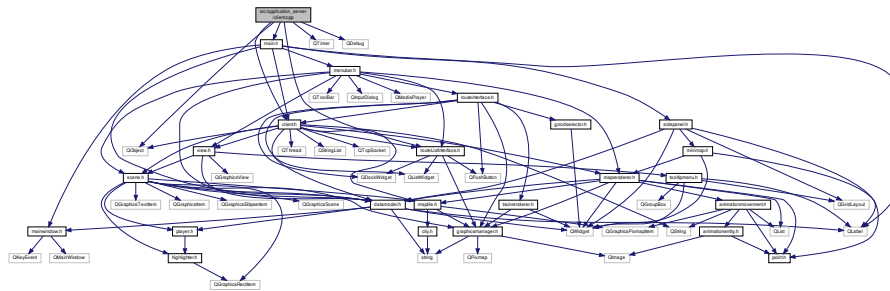 src/application_server
/client.cpp
main.h
QTimer
QDebug
menubar.h
QToolBar
QInputDialog
QMediaPlayer
routeinterface.h
client.h
goodselector.h
sidepanel.h
QObject
view.h
QThread
QStringList
QTcpSocket
routeListInterface.h
minimap.h
scene.h
QGraphicsView
QDockWidget
QListWidget
QPushButton
maprenderer.h
tooltipmenu.h
QGraphicsTextItem
QGraphicsItem
QGraphicsEllipseItem
QGraphicsScene
datamodel.h
maptile.h
trainrenderer.h
QGroupBox
animationmovement.h
QGridLayout
mainwindow.h
player.h
city.h
graphicsmanager.h
QWidget
QGraphicsPixmapItem
QString
animationentity.h
QList
QLabel
QKeyEvent
QMainWindow
highlighter.h
string
QPixmap
QImage
point.h
QGraphicsRectItem